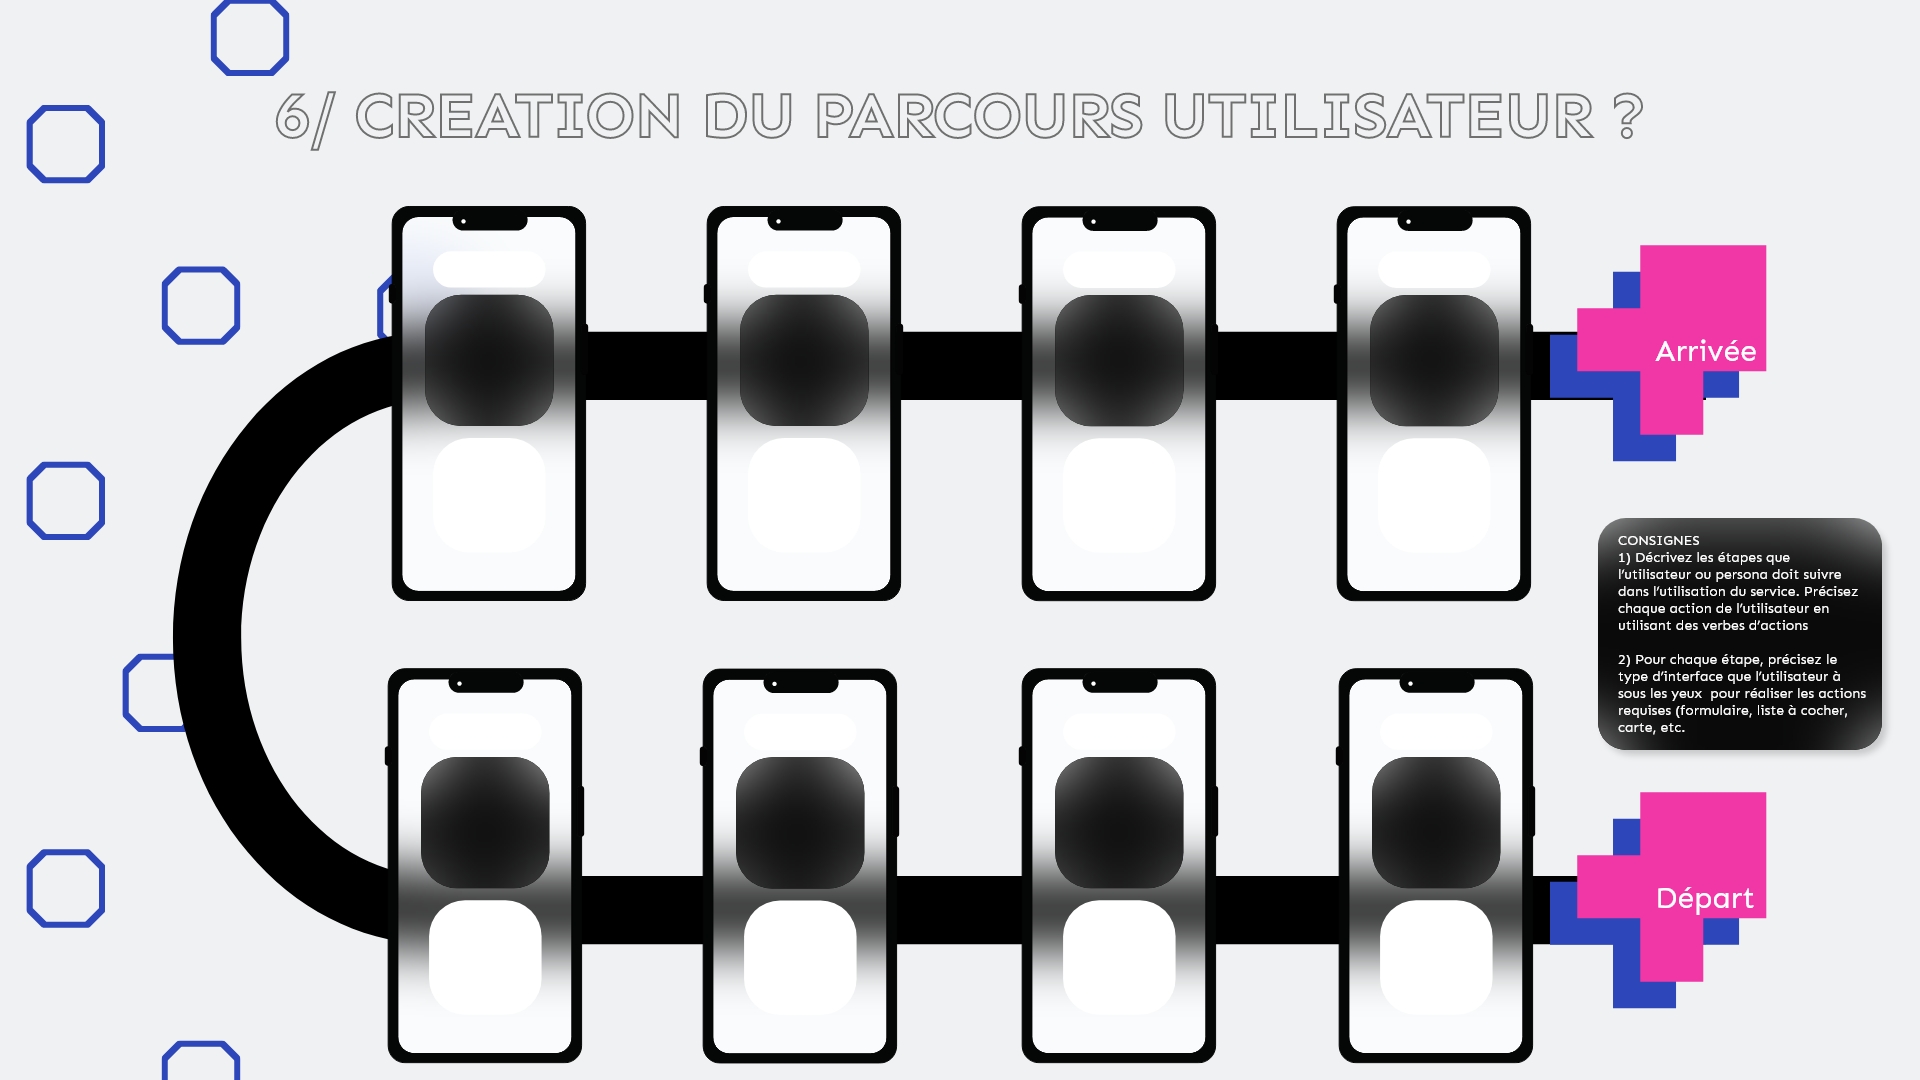 6/ CREATION DU PARCOURS UTILISATEUR ?
Arrivée
CONSIGNES
1) Décrivez les étapes que
l’utilisateur ou persona doit suivre
dans l’utilisation du service. Précisez
chaque action de l’utilisateur en
utilisant des verbes d’actions
2) Pour chaque étape, précisez le
type d’interface que l’utilisateur à
sous les yeux  pour réaliser les actions
requises (formulaire, liste à cocher,
carte, etc.
Départ